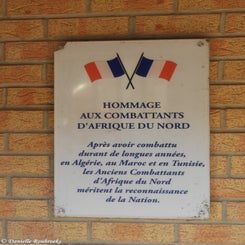 HOMMAGE
AUX COMBATTANTS
D'AFRIQUE DU NORD
Après avoir combattu
durant de longues années,
en Algérie, au Maroc et en Tunisie,
les Anciens Combattants
d'Afrique du Nord
méritent la reconnaissance
de la Nation.
© Danielle Roubroeks